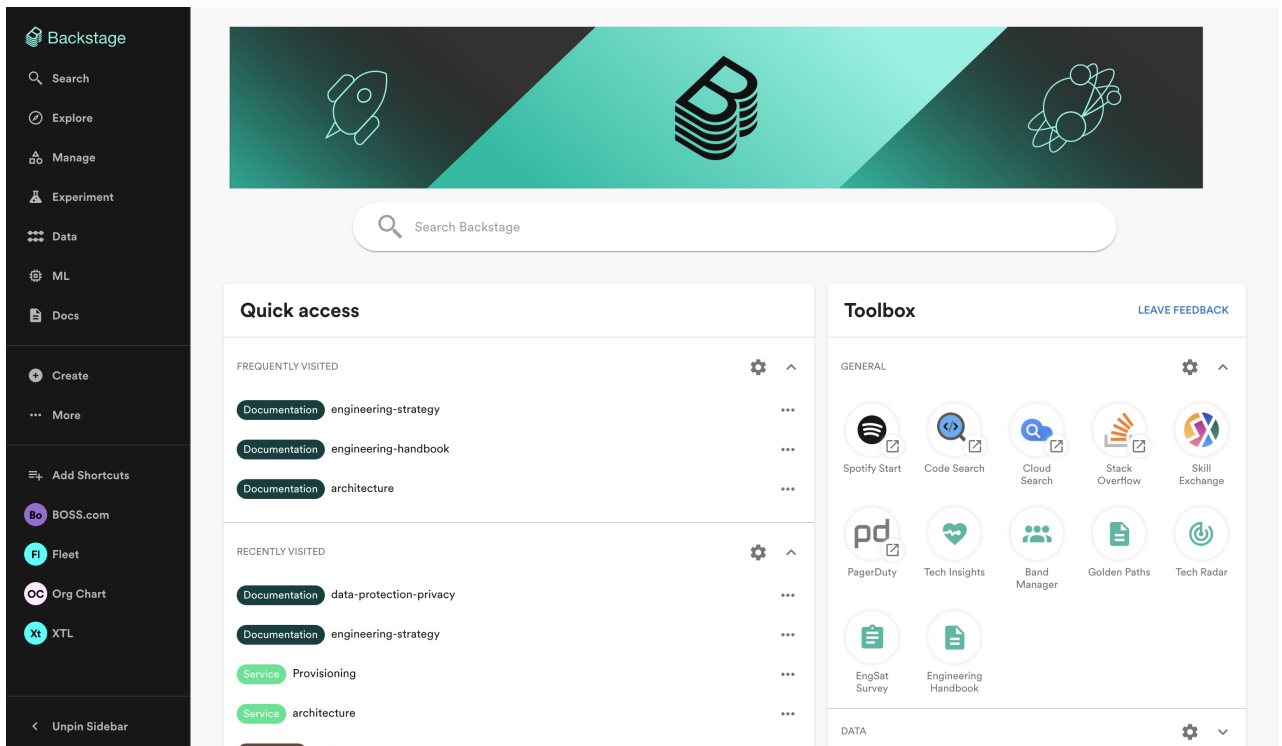 Backstage
Search
Explore
Manage
Experiment
Data
ML
Docs
Create
More
Add Shortcuts
Bo BOSS.com
Fl Fleet
OC Org Chart
Xt XTL
Unpin Sidebar
Search Backstage
Quick access
FREQUENTLY VISITED
Documentation engineering-strategy
Documentation engineering-handbook
Documentation architecture
RECENTLY VISITED
Documentation data-protection-privacy
Documentation engineering-strategy
Service Provisioning
Service architecture
Toolbox
LEAVE FEEDBACK
GENERAL
Spotify Start
Code Search
Cloud
Search
Stack
Overflow
Skill
Exchange
pd
PagerDuty
Tech Insights
Band
Manager
Golden Paths
Tech Radar
EngSat
Survey
Engineering
Handbook
DATA